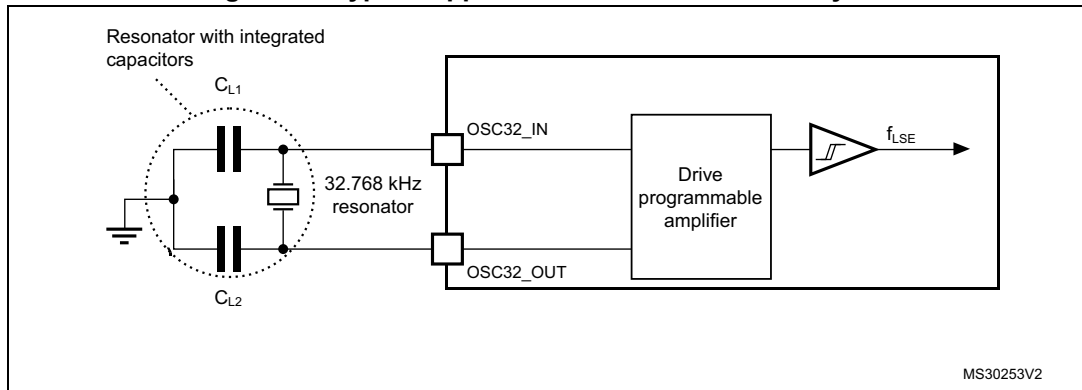 Resonator with integrated
capacitors
CL1
OSC32_IN
fLSE
32.768 kHz
resonator
Drive
programmable
amplifier
OSC32_OUT
CL2
MS30253V2